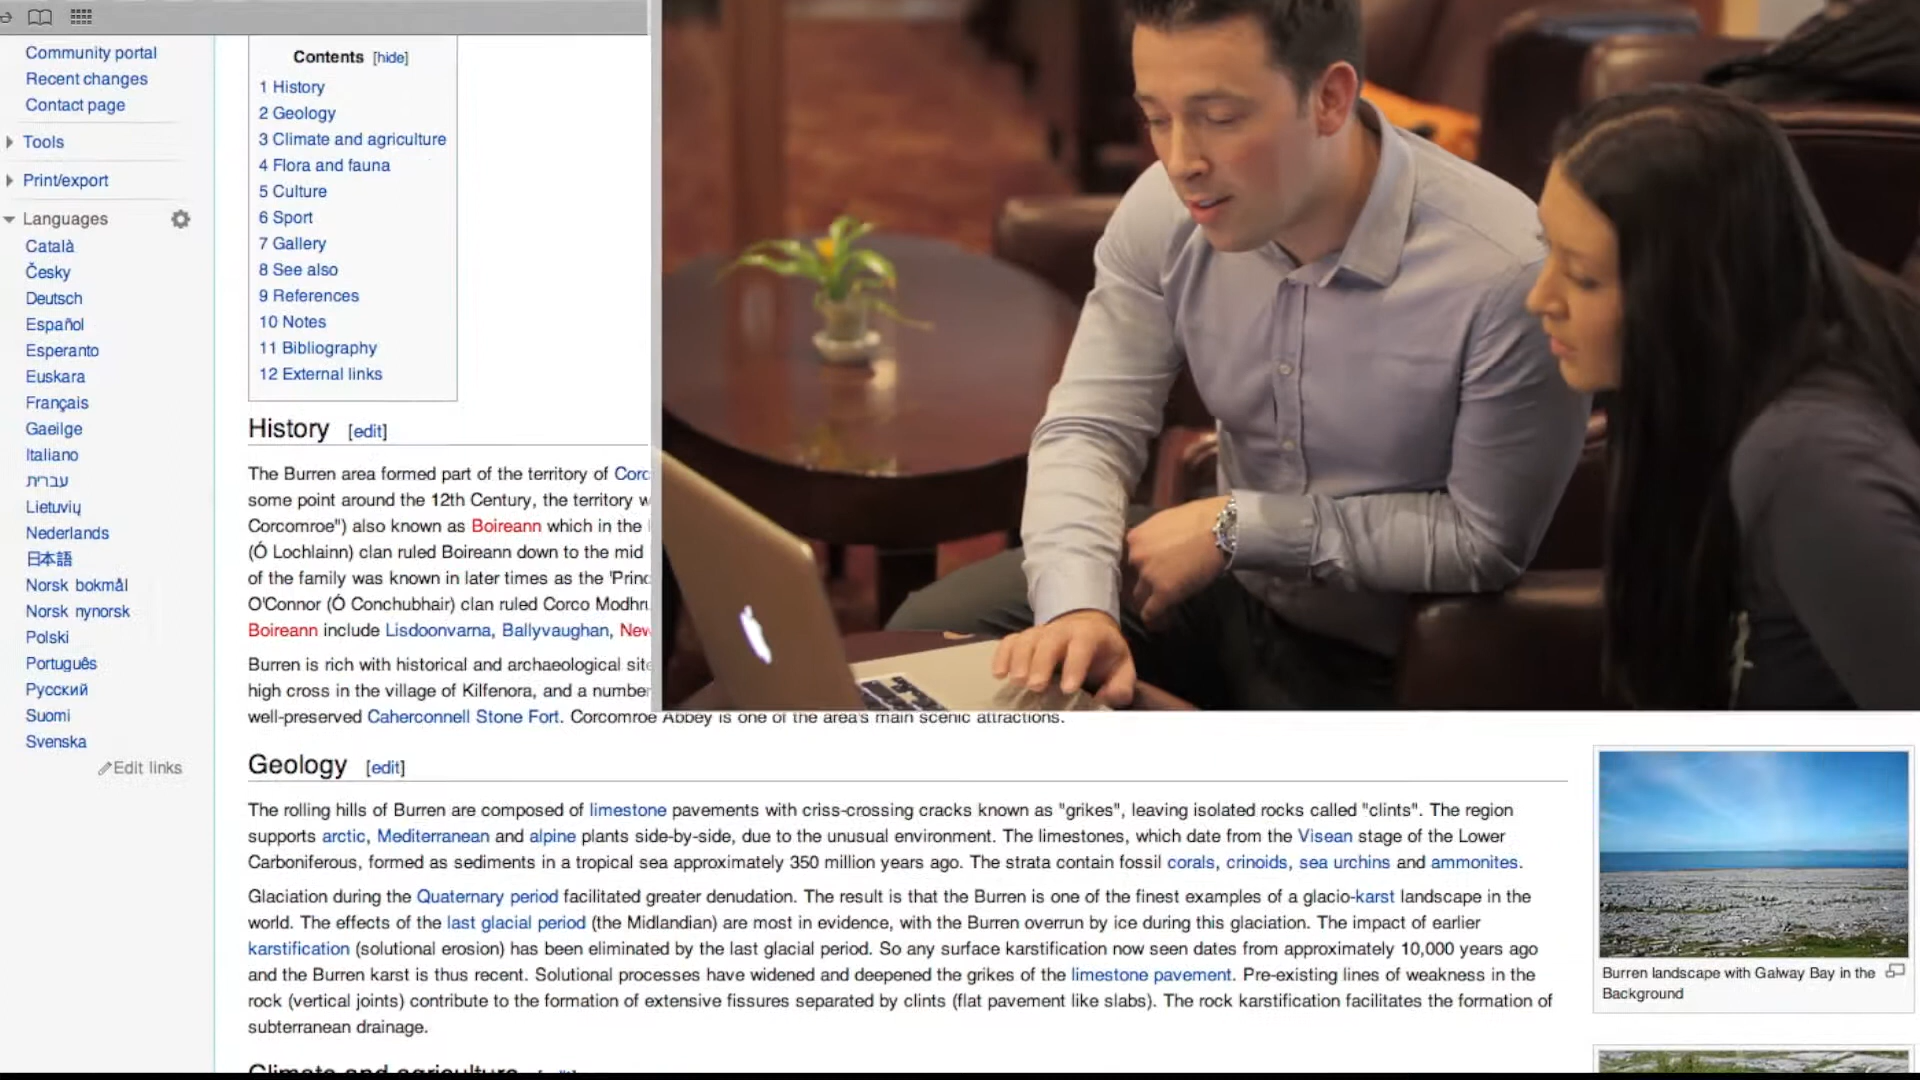 Community portal
Recent changes
Contact page
Tools
Print/export
Languages
Català
Česky
Deutsch
Español
Esperanto
Euskara
Français
Gaeilge
Italiano
עברית
Lietuvių
Nederlands
日本語
Norsk bokmål
Norsk nynorsk
Polski
Português
Русский
Suomi
Svenska
Edit links
Contents [hide]
1 History
2 Geology
3 Climate and agriculture
4 Flora and fauna
5 Culture
6 Sport
7 Gallery
8 See also
9 References
10 Notes
11 Bibliography
12 External links
History [edit]
The Burren area formed part of the territory of
some point around the 12th Century, the territory
Corcomroe") also known as Boireann which in the
(Ó Lochlainn) clan ruled Boireann down to the mid
of the family was known in later times as the
O'Connor (Ó Conchubhair) clan ruled Corco
Boireann include Lisdoonvarna, Ballyvaughan,
Burren is rich with historical and archaeological
high cross in the village of Kilfenora, and a number
well-preserved Caherconnell Stone Fort. Corcomroe Abbey is one of the area's main scenic attractions.
Geology [edit]
The rolling hills of Burren are composed of limestone pavements with criss-crossing cracks known as "grikes", leaving isolated rocks called "clints". The region
supports arctic, Mediterranean and alpine plants side-by-side, due to the unusual environment. The limestones, which date from the Visean stage of the Lower
Carboniferous, formed as sediments in a tropical sea approximately 350 million years ago. The strata contain fossil corals, crinoids, sea urchins and ammonites.
Glaciation during the Quaternary period facilitated greater denudation. The result is that the Burren is one of the finest examples of a glacio-karst landscape in the
world. The effects of the last glacial period (the Midlandian) are most in evidence, with the Burren overrun by ice during this glaciation. The impact of earlier
karstification (solutional erosion) has been eliminated by the last glacial period. So any surface karstification now seen dates from approximately 10,000 years ago
and the Burren karst is thus recent. Solutional processes have widened and deepened the grikes of the limestone pavement. Pre-existing lines of weakness in the
rock (vertical joints) contribute to the formation of extensive fissures separated by clints (flat pavement like slabs). The rock karstification facilitates the formation of
subterranean drainage.
Burren landscape with Galway Bay in the
Background
Climate and agriculture